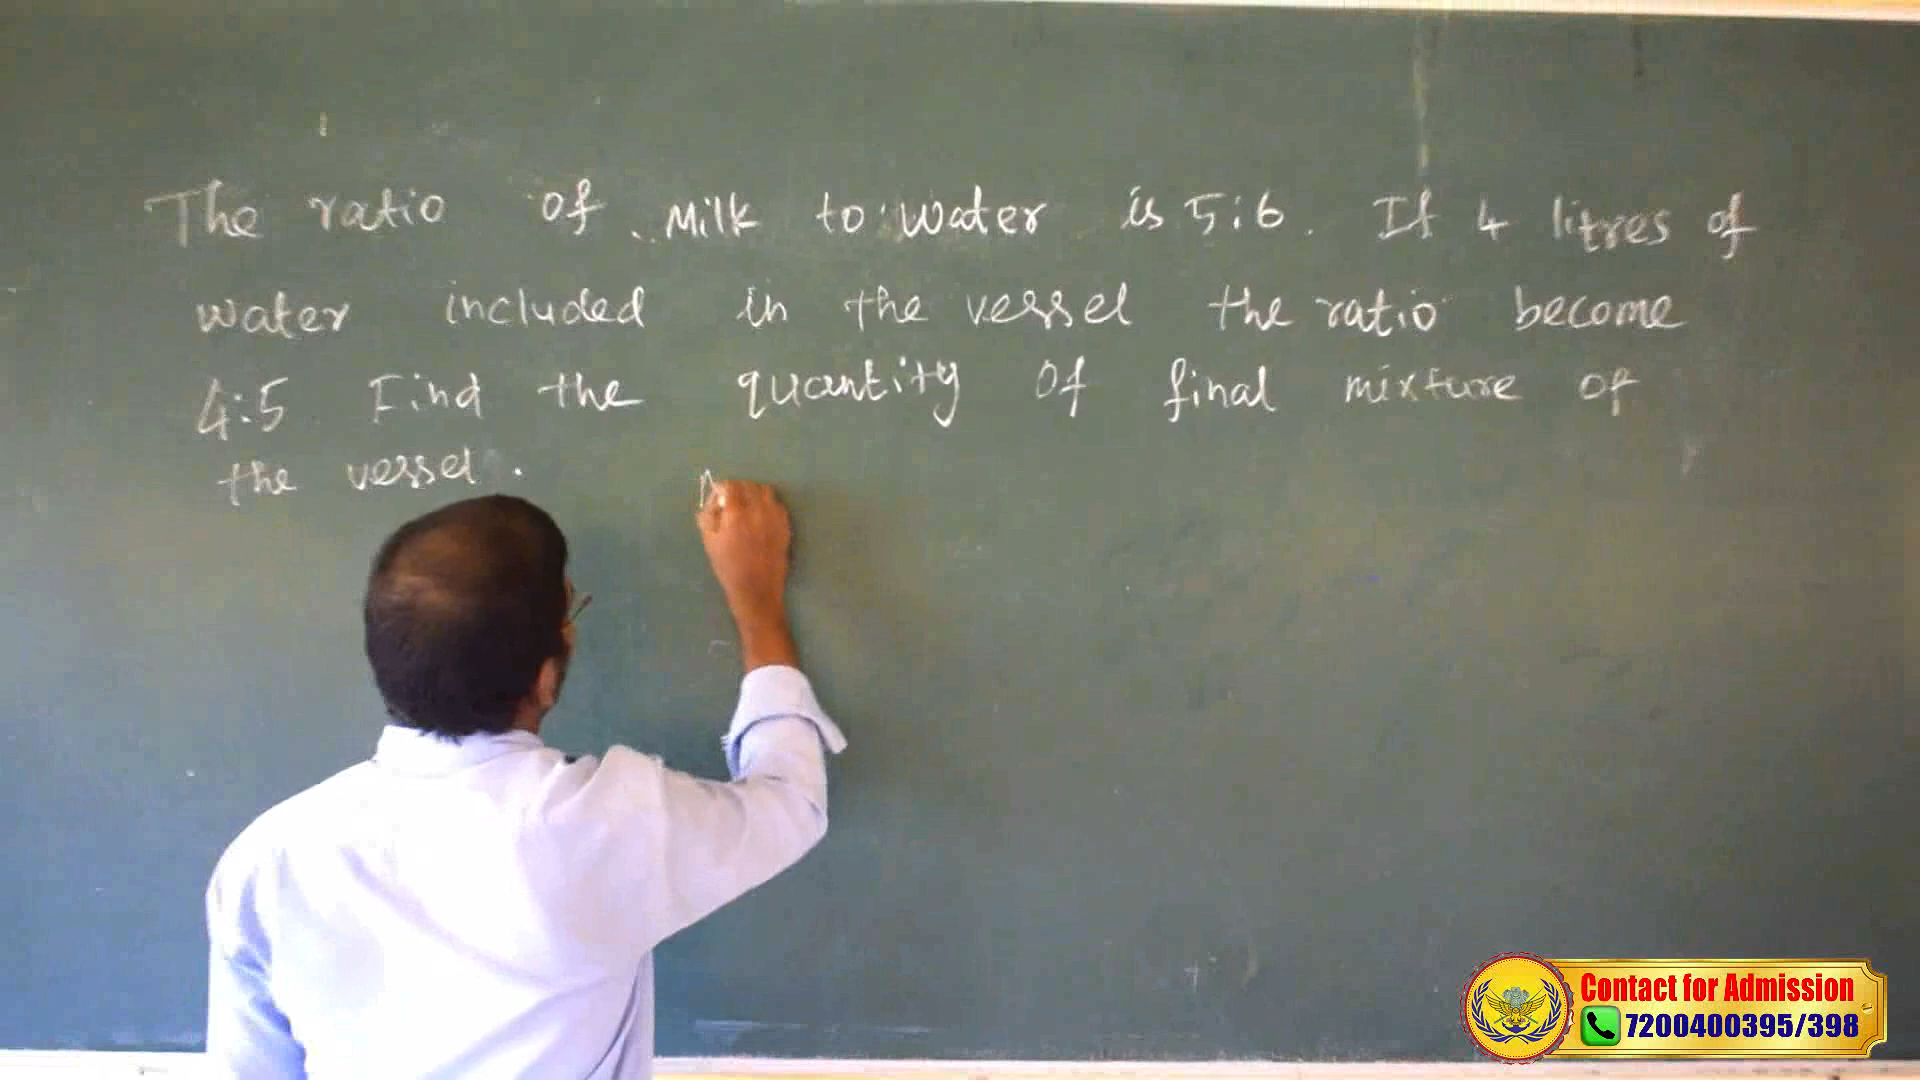 The ratio of Milk to Water is 5:6. If 4 litres of
water included in the vessel the ratio become
4:5 Find the quantity of final mixture of
the vessel.
Contact for Admission
7200400395/398